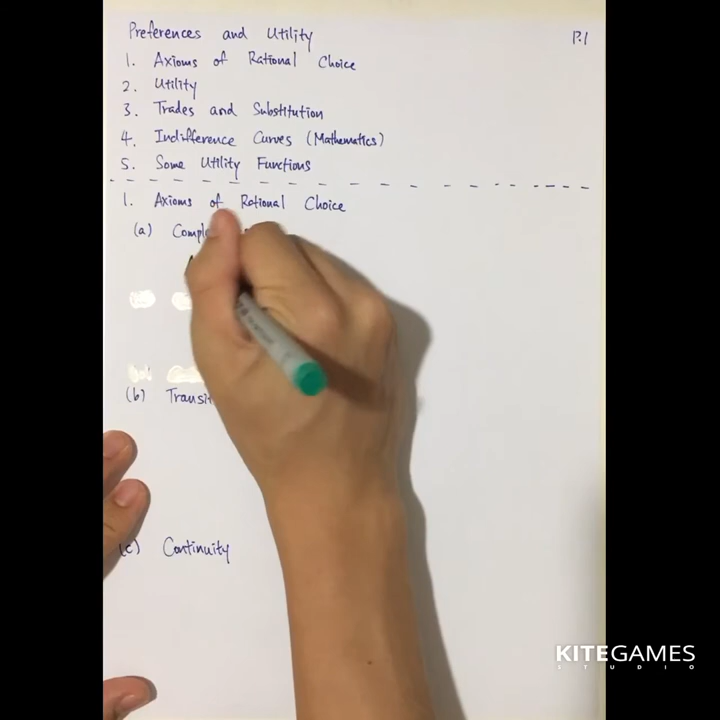 Preferences and Utility
P.1
1. Axioms of Rational Choice
2. Utility
3. Trades and Substitution
4. Indifference Curves (Mathematics)
5. Some Utility Functions
1. Axioms of Rational Choice
(a)
(b)
(c) Continuity
KITEGAMES
STUDIO